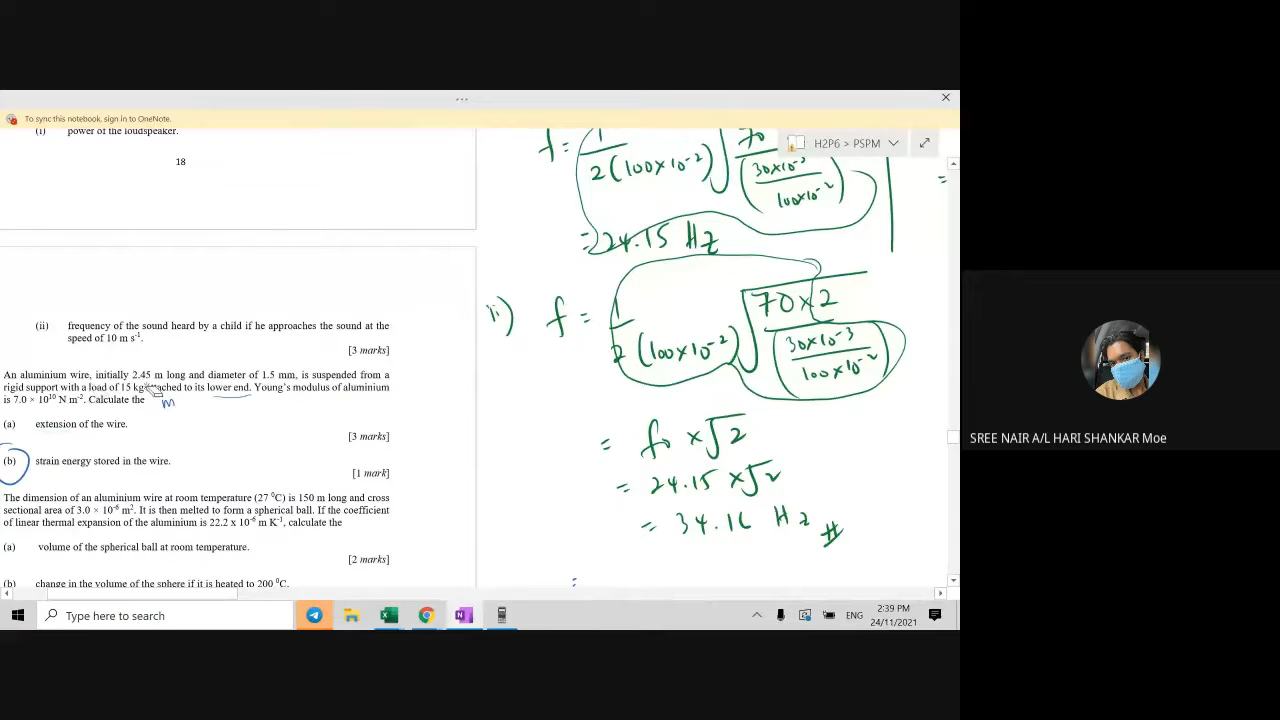 To sync this notebook, sign in to OneNote.
H2P6 > PSPM
(i) power of the loudspeaker.
18
(ii) frequency of the sound heard by a child if he approaches the sound at the
speed of 10 m s⁻¹.
[3 marks]
An aluminium wire, initially 2.45 m long and diameter of 1.5 mm, is suspended from a
rigid support with a load of 15 kg attached to its lower end. Young's modulus of aluminium
is 7.0 × 10¹⁰ N m⁻². Calculate the
m
(a) extension of the wire.
[3 marks]
(b) strain energy stored in the wire.
[1 mark]
The dimension of an aluminium wire at room temperature (27 ⁰C) is 150 m long and cross
sectional area of 3.0 × 10⁻⁶ m². It is then melted to form a spherical ball. If the coefficient
of linear thermal expansion of the aluminium is 22.2 x 10⁻⁶ m K⁻¹, calculate the
(a) volume of the spherical ball at room temperature.
[2 marks]
(b) change in the volume of the sphere if it is heated to 200 ⁰C.
f = 1/2(100×10⁻²) √70/(30×10⁻³/100×10⁻²)
= 24.15 Hz
ii) f = 1/2(100×10⁻²) √70×2/(30×10⁻³/100×10⁻²)
= f₀ × √2
= 24.15 × √2
= 34.16 Hz #
=
SREE NAIR A/L HARI SHANKAR Moe
Type here to search
ENG
2:39 PM
24/11/2021